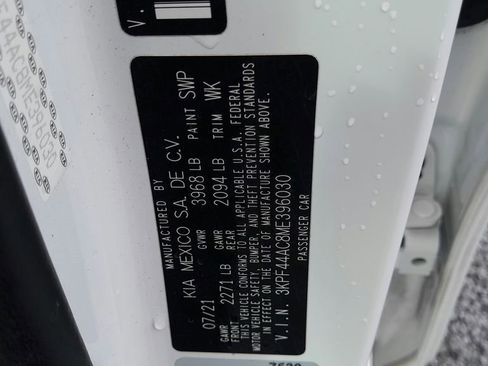 MANUFACTURED BY
KIA MEXICO S.A. DE C.V.
07/21 GVWR 3968 LB PAINT SWP
GAWR FRONT 2271 LB GAWR REAR 2094 LB TRIM WK
THIS VEHICLE CONFORMS TO ALL APPLICABLE U.S.A. FEDERAL
MOTOR VEHICLE SAFETY, BUMPER, AND THEFT PREVENTION STANDARDS
IN EFFECT ON THE DATE OF MANUFACTURE SHOWN ABOVE.
V.I.N. 3KPF44AC8ME396030
PASSENGER CAR
V.